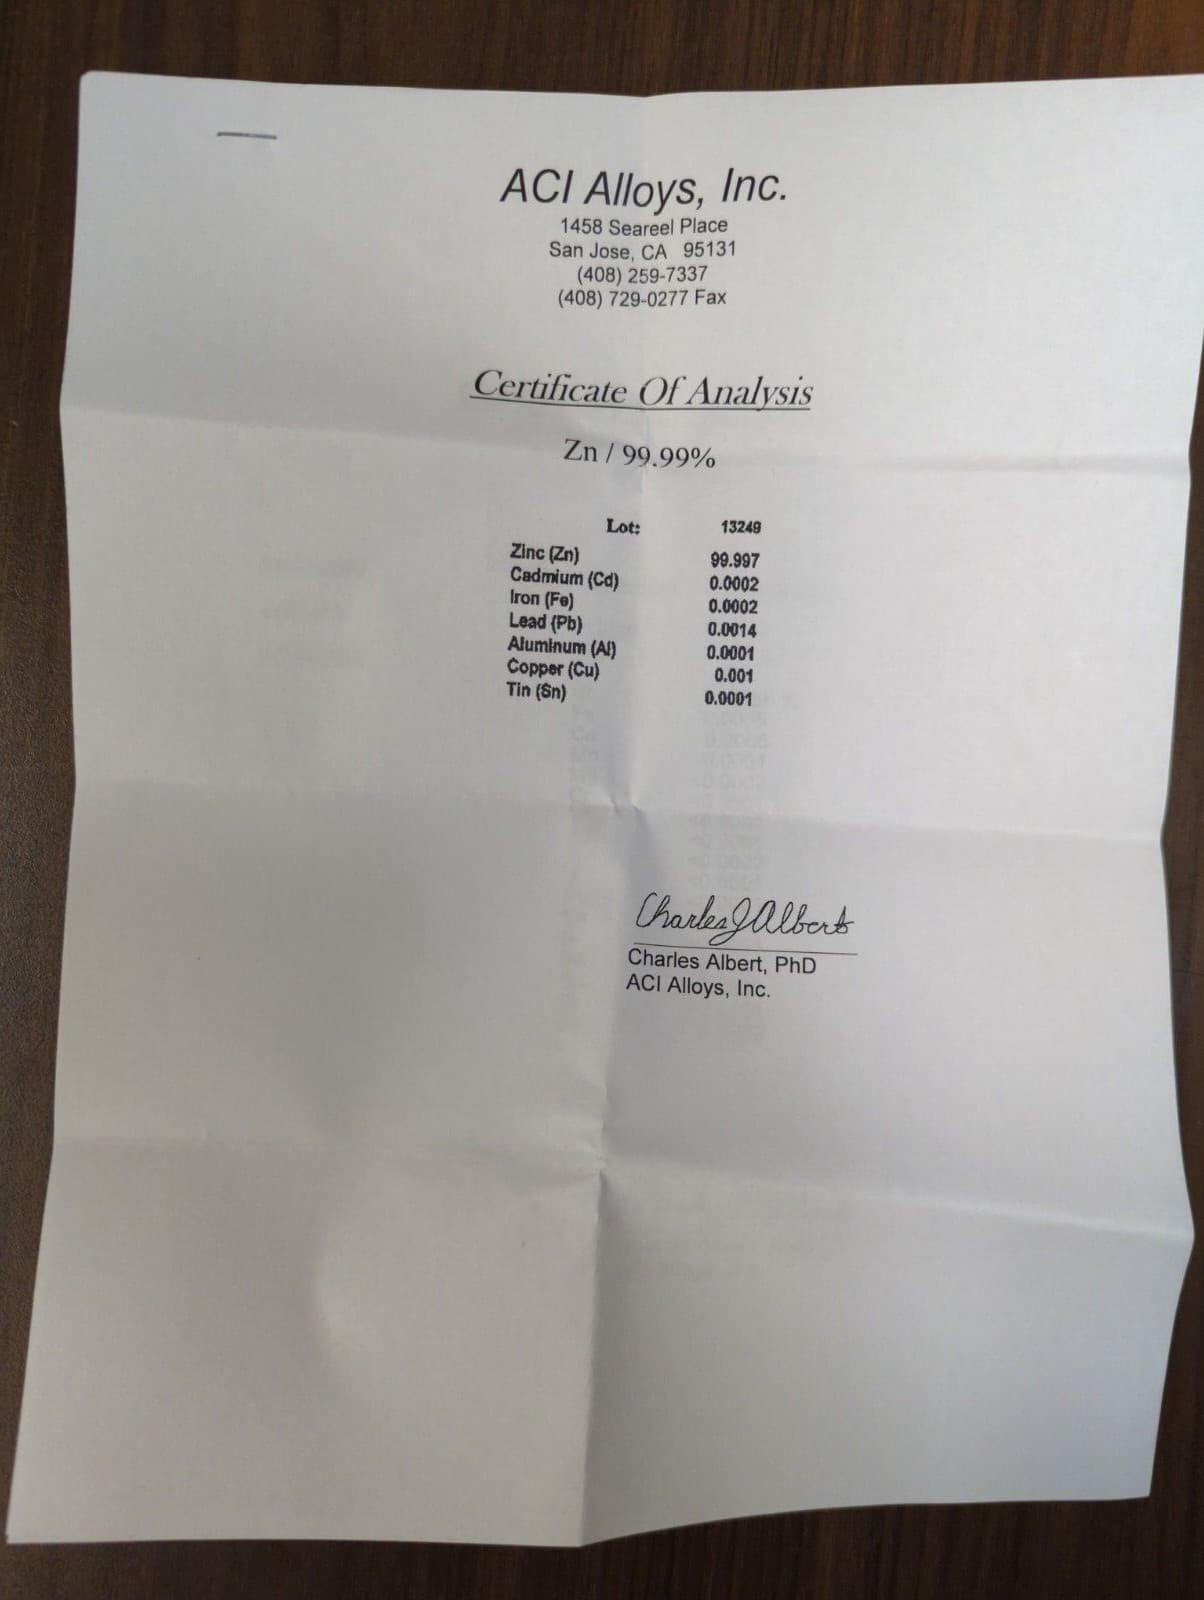 ACI Alloys, Inc.
1458 Seareel Place
San Jose, CA 95131
(408) 259-7337
(408) 729-0277 Fax
Certificate Of Analysis
Zn / 99.99%
Lot: 13249
Zinc (Zn) 99.997
Cadmium (Cd) 0.0002
Iron (Fe) 0.0002
Lead (Pb) 0.0014
Aluminum (Al) 0.0001
Copper (Cu) 0.001
Tin (Sn) 0.0001
Charles J Albert
Charles Albert, PhD
ACI Alloys, Inc.